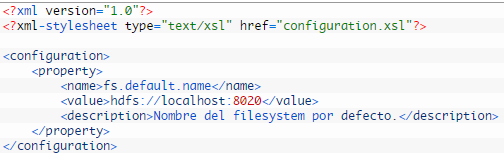 <?xml version="1.0"?>
<?xml-stylesheet type="text/xsl" href="configuration.xsl"?>
<configuration>
<property>
<name>fs.default.name</name>
<value>hdfs://localhost:8020</value>
<description>Nombre del filesystem por defecto.</description>
</property>
</configuration>